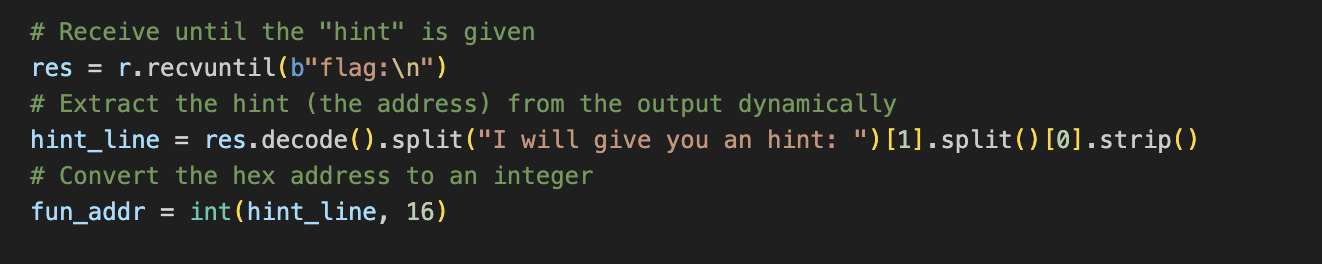 # Receive until the "hint" is given
res = r.recvuntil(b"flag:\n")
# Extract the hint (the address) from the output dynamically
hint_line = res.decode().split("I will give you an hint: ")[1].split()[0].strip()
# Convert the hex address to an integer
fun_addr = int(hint_line, 16)